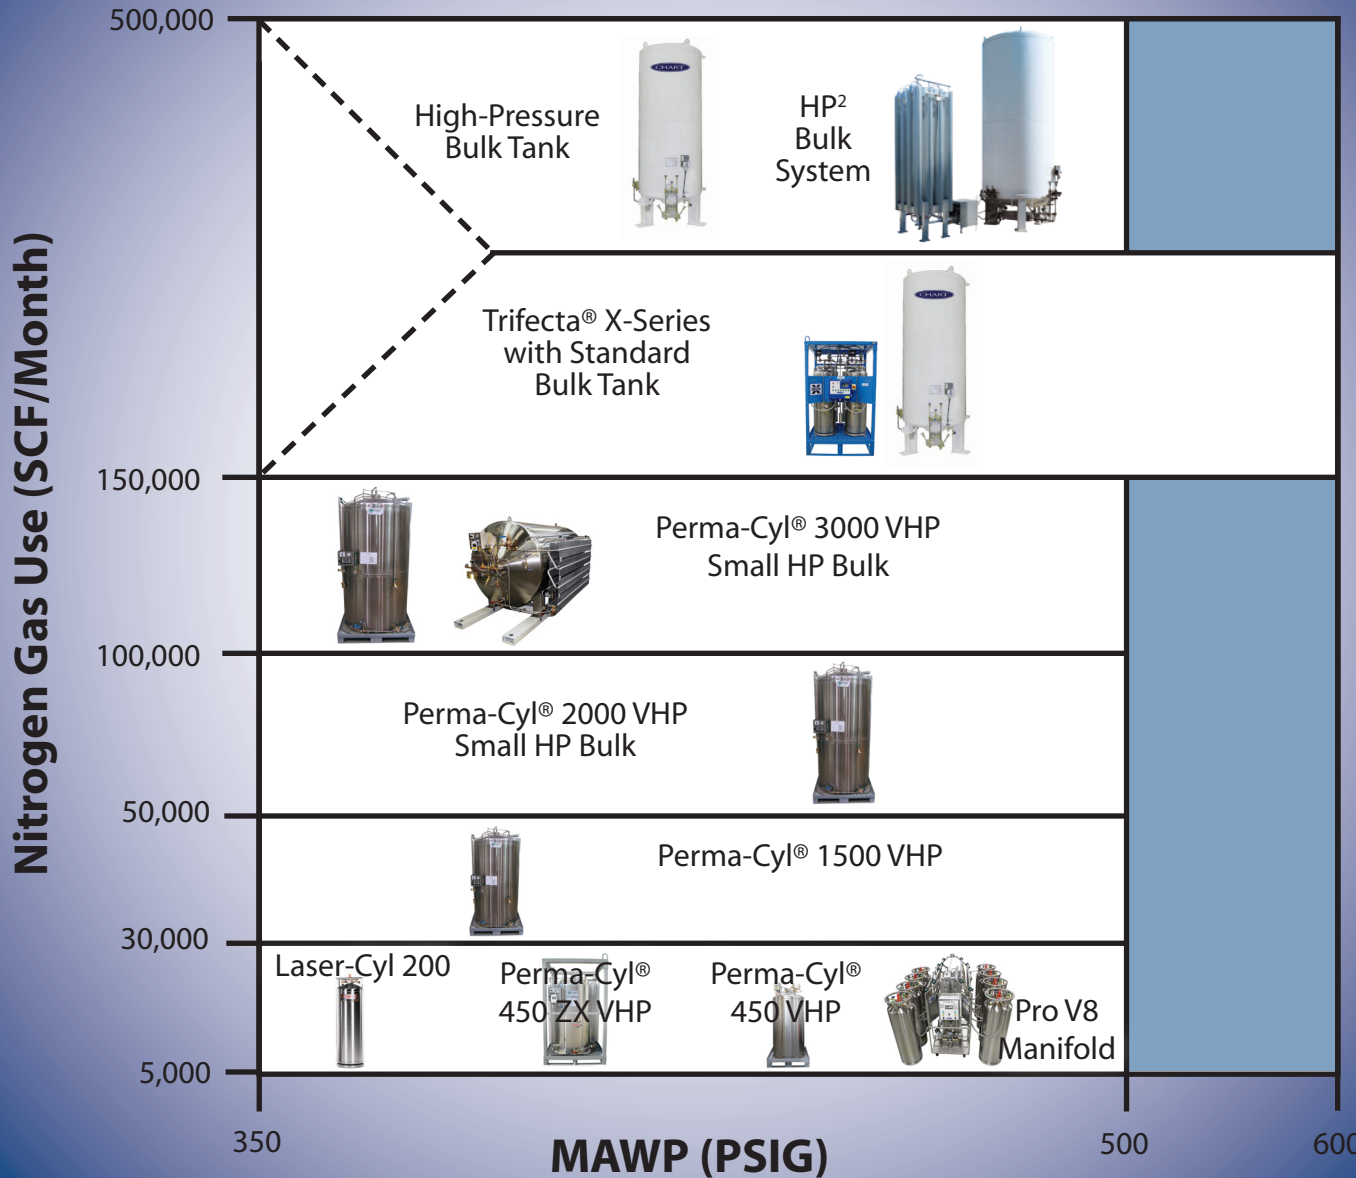 500,000
CHART
High-Pressure
Bulk Tank
HP²
Bulk
System
CHART
Trifecta® X-Series
with Standard
Bulk Tank
150,000
Perma-Cyl® 3000 VHP
Small HP Bulk
100,000
Perma-Cyl® 2000 VHP
Small HP Bulk
50,000
Perma-Cyl® 1500 VHP
30,000
Laser-Cyl 200
Perma-Cyl®
450 ZX VHP
Perma-Cyl®
450 VHP
Pro V8
Manifold
5,000
Nitrogen Gas Use (SCF/Month)
350
MAWP (PSIG)
500
600